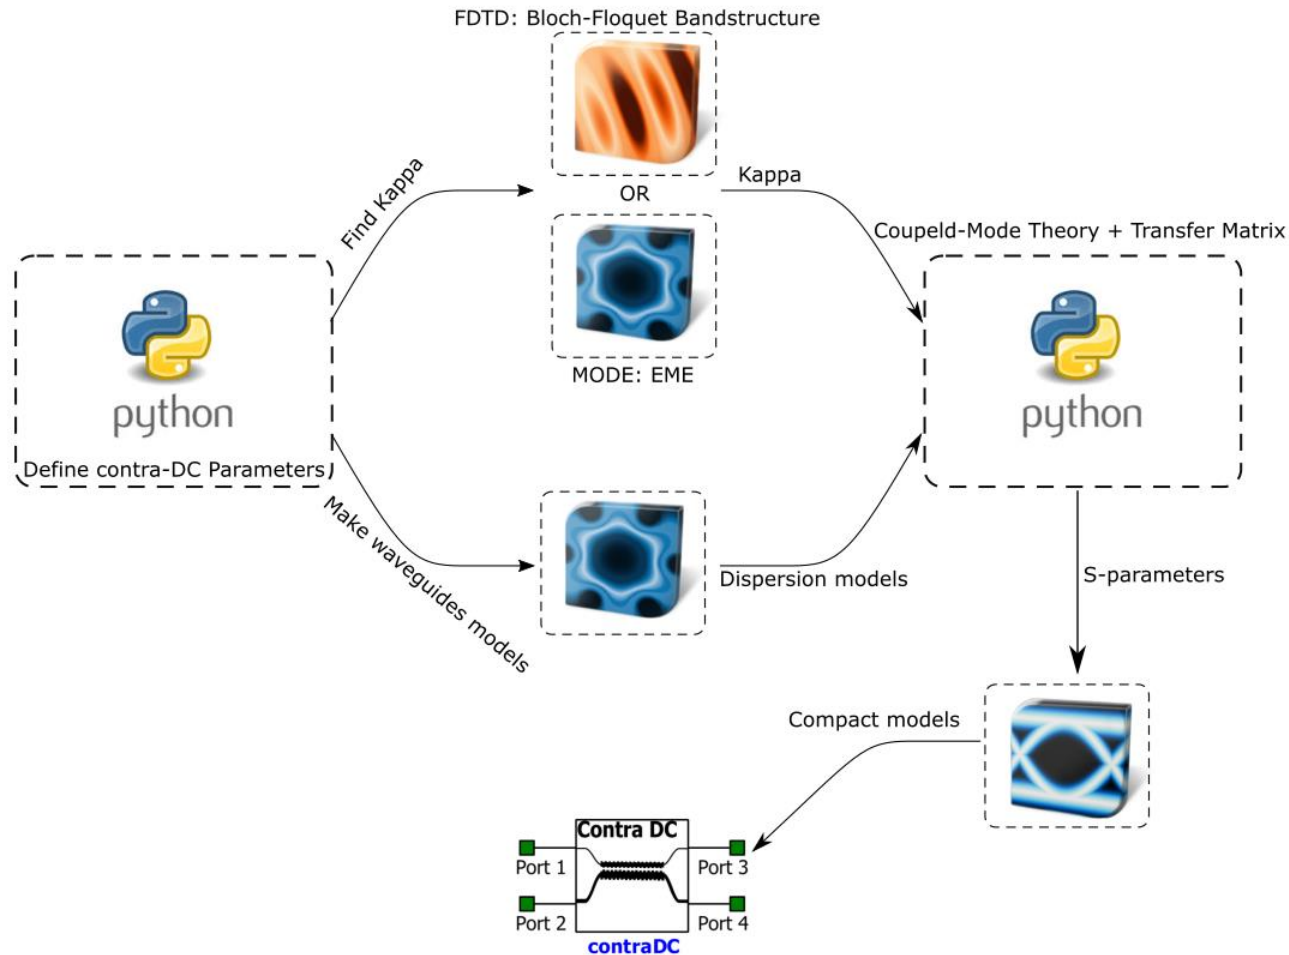 FDTD: Bloch-Floquet Bandstructure
Find Kappa
OR
Kappa
MODE: EME
Coupeld-Mode Theory + Transfer Matrix
python
Define contra-DC Parameters
python
Make waveguides models
Dispersion models
S-parameters
Compact models
Contra DC
Port 1
Port 3
Port 2
Port 4
contraDC